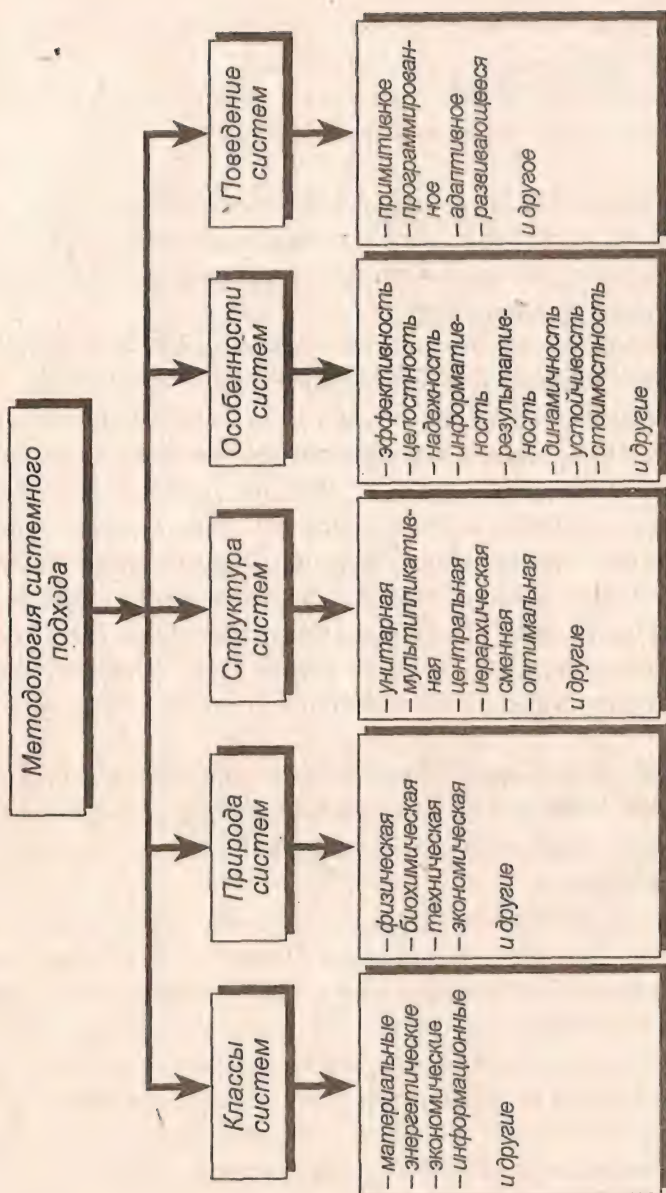 Методология системного
подхода
Классы
систем
Природа
систем
Структура
систем
Особенности
систем
Поведение
систем
– материальные
– энергетические
– экономические
– информационные
и другие
– физическая
– биохимическая
– техническая
– экономическая
и другие
– унитарная
– мультипликатив-
ная
– центральная
– иерархическая
– сменная
– оптимальная
и другие
– эффективность
– целостность
– надежность
– информатив-
ность
– результатив-
ность
– динамичность
– устойчивость
– стоимостность
и другие
– примитивное
– программирован-
ное
– адаптивное
– развивающееся
и другое